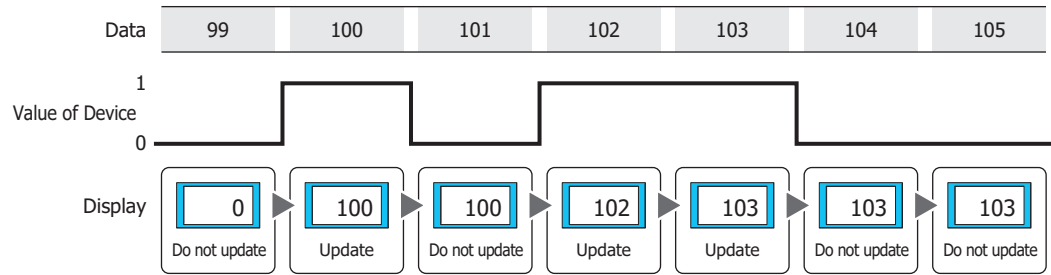 Data 99 100 101 102 103 104 105
1
Value of Device
0
Display 0 100 100 102 103 103 103
Do not update Update Do not update Update Update Do not update Do not update